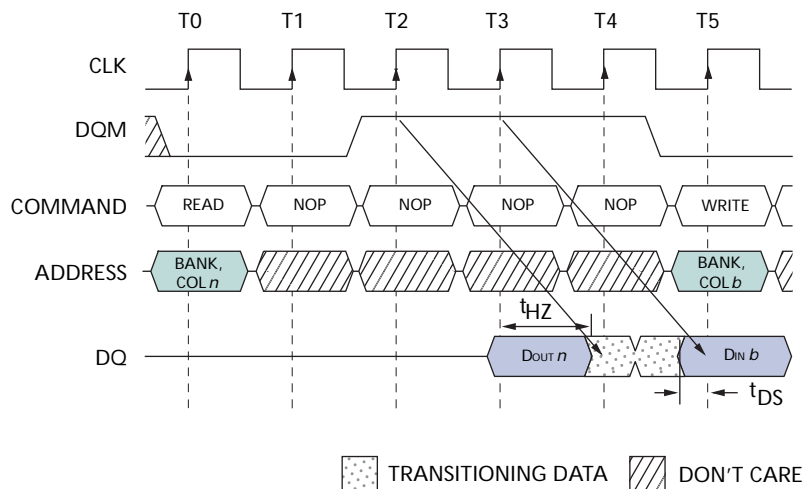 T0 T1 T2 T3 T4 T5
CLK
DQM
COMMAND READ NOP NOP NOP NOP WRITE
ADDRESS BANK, COL n BANK, COL b
tHZ
DQ DOUT n DIN b
tDS
TRANSITIONING DATA DON'T CARE